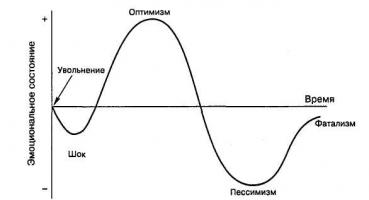 Оптимизм
+
Увольнение
Эмоциональное состояние
Время
Фатализм
Шок
Пессимизм
–